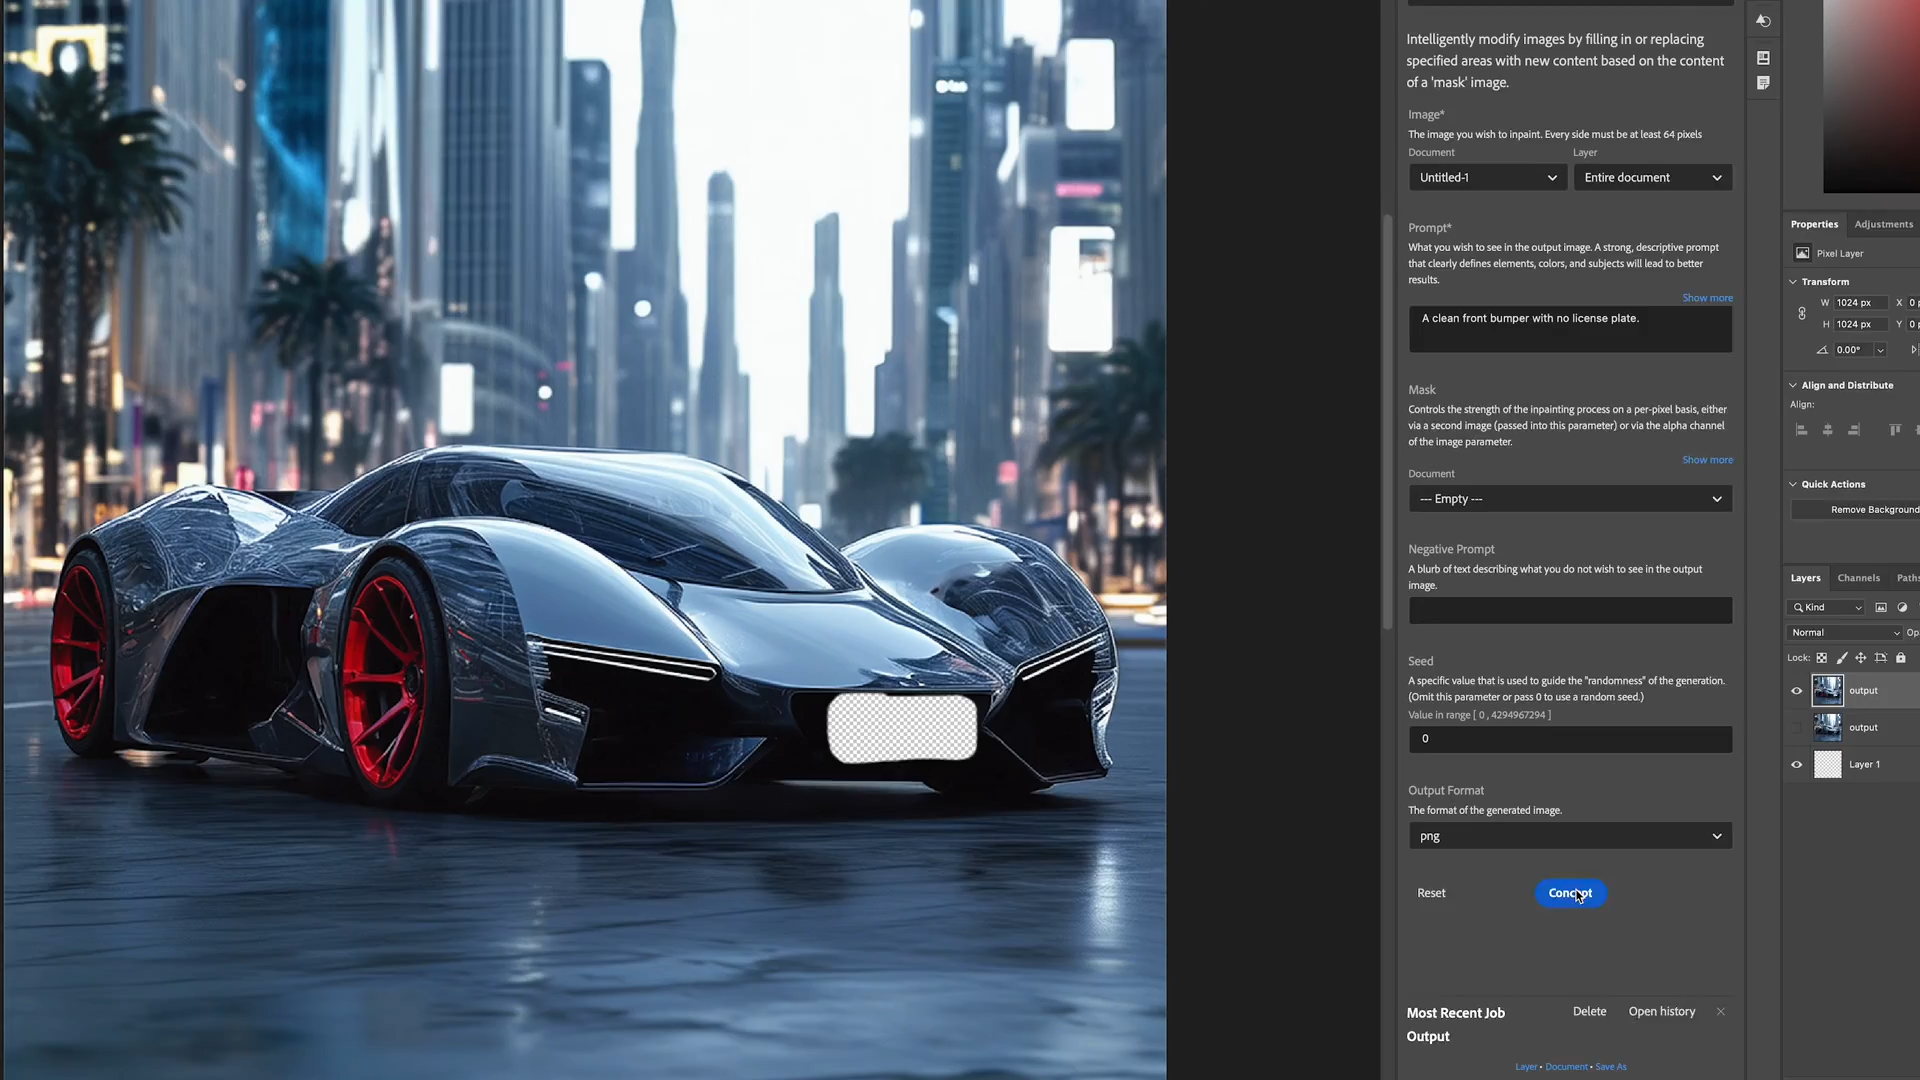 Intelligently modify images by filling in or replacing
specified areas with new content based on the content
of a 'mask' image.
Image*
The image you wish to inpaint. Every side must be at least 64 pixels
Document
Layer
Untitled-1
Entire document
Prompt*
What you wish to see in the output image. A strong, descriptive prompt
that clearly defines elements, colors, and subjects will lead to better
results.
Show more
A clean front bumper with no license plate.
Mask
Controls the strength of the inpainting process on a per-pixel basis, either
via a second image (passed into this parameter) or via the alpha channel
of the image parameter.
Show more
Document
--- Empty ---
Negative Prompt
A blurb of text describing what you do not wish to see in the output
image.
Seed
A specific value that is used to guide the "randomness" of the generation.
(Omit this parameter or pass 0 to use a random seed.)
Value in range [ 0 , 4294967294 ]
0
Output Format
The format of the generated image.
png
Reset
Concept
Most Recent Job
Delete
Open history
Output
Layer • Document • Save As
Properties
Adjustments
Pixel Layer
Transform
W 1024 px X 0 p
H 1024 px Y 0 p
0.00°
Align and Distribute
Align:
Quick Actions
Remove Background
Layers
Channels
Paths
Kind
Normal
Opa
Lock:
output
output
Layer 1